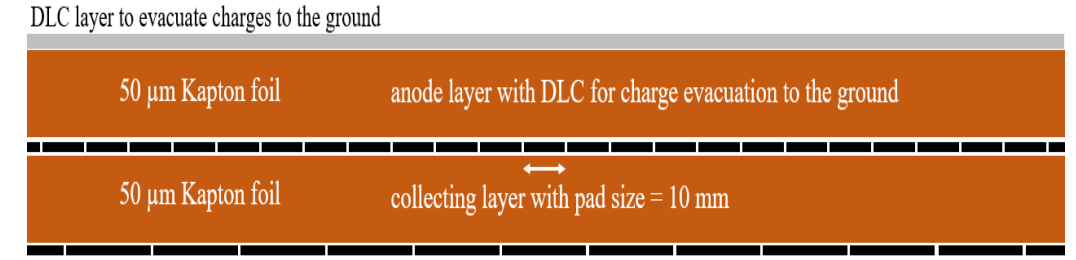 DLC layer to evacuate charges to the ground
50 µm Kapton foil anode layer with DLC for charge evacuation to the ground
50 µm Kapton foil collecting layer with pad size = 10 mm